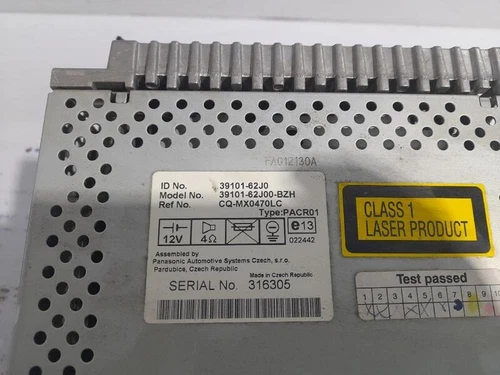 FAG12130A
ID No. 39101-62J0
Model No. 39101-62J00-BZH
Ref No. CQ-MX0470LC
Type:PACR01
12V 4Ω e13
022442
Assembled by
Panasonic Automotive Systems Czech, s.r.o.
Pardubice, Czech Republic
Made in Czech Republic
SERIAL No. 316305
CLASS 1
LASER PRODUCT
Test passed
1 2 3 4 5 6 7 8 9 10